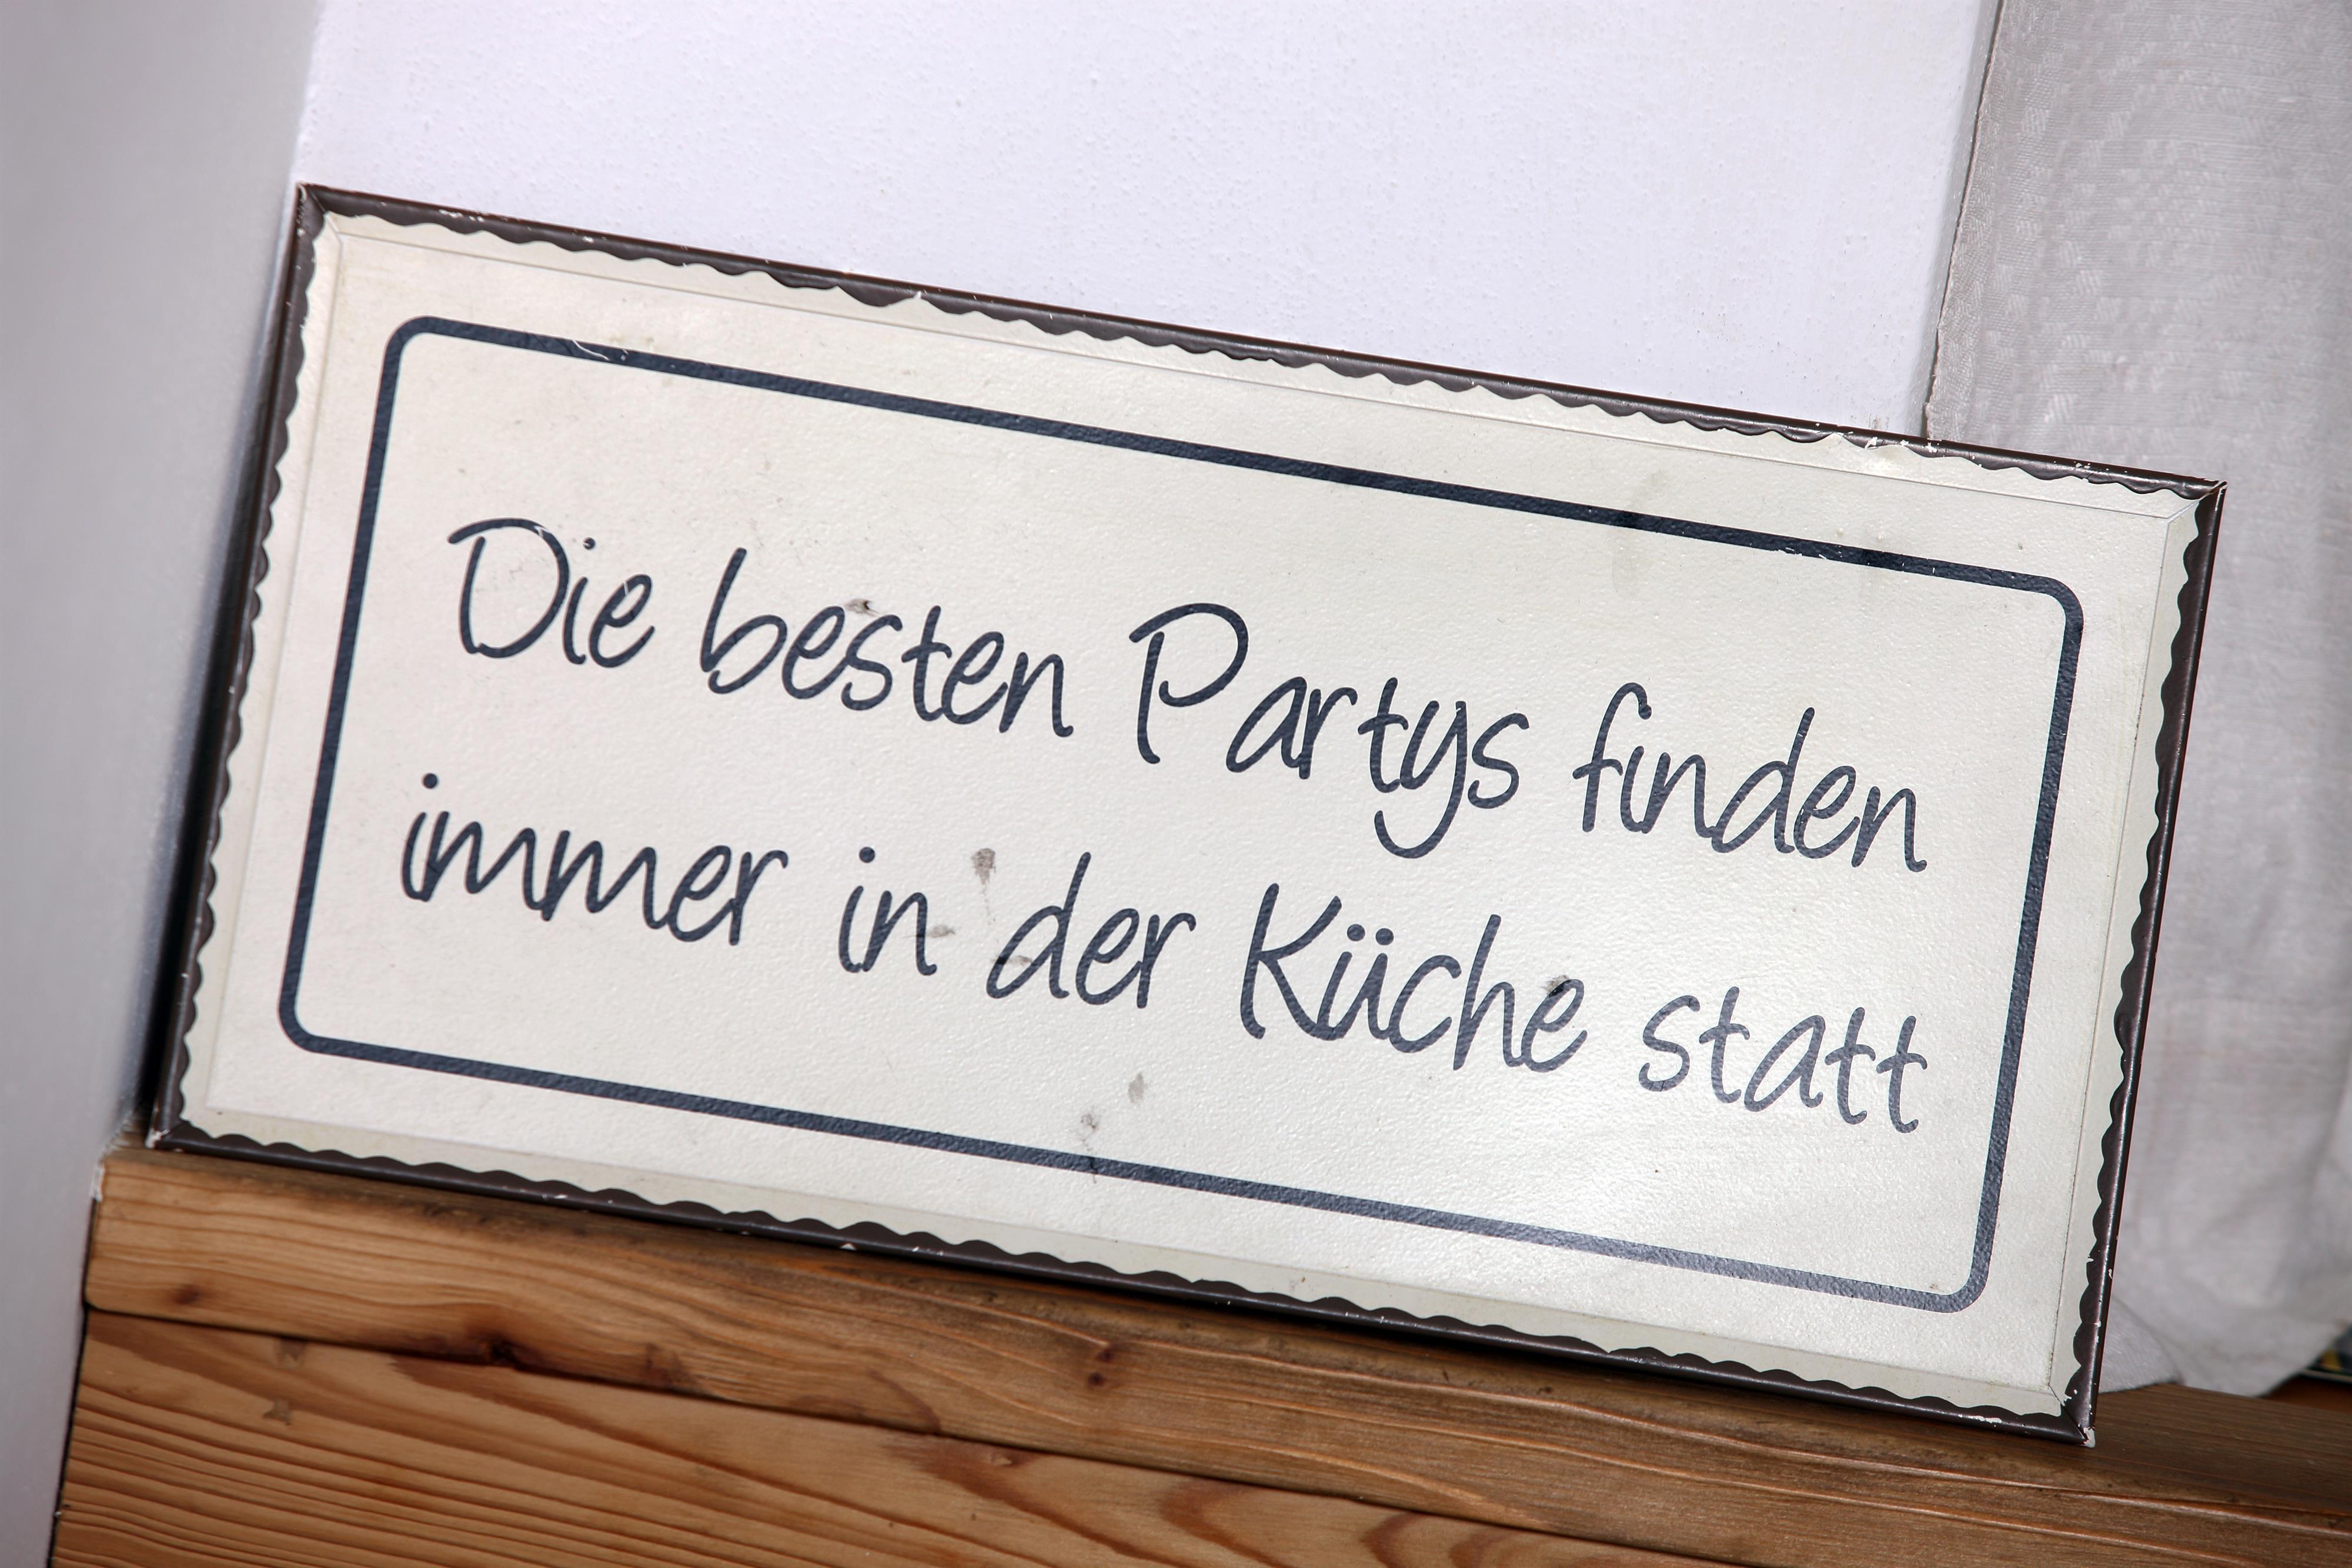 Die besten Partys finden
immer in der Küche statt